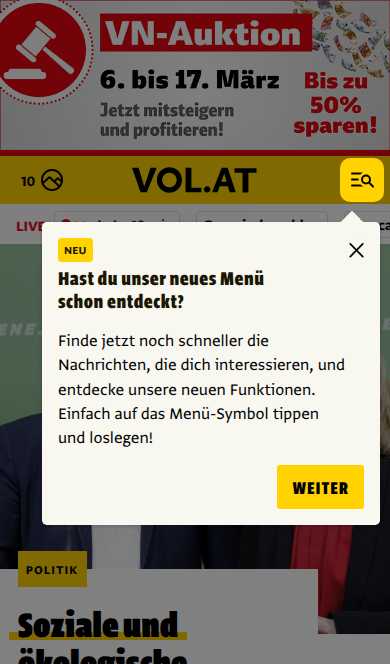 VN-Auktion
6. bis 17. März
Jetzt mitsteigern
und profitieren!
Bis zu
50%
sparen!
10
VOL.AT
LIVE
NEU
Hast du unser neues Menü
schon entdeckt?
Finde jetzt noch schneller die
Nachrichten, die dich interessieren, und
entdecke unsere neuen Funktionen.
Einfach auf das Menü-Symbol tippen
und loslegen!
WEITER
POLITIK
Soziale und
ökologische